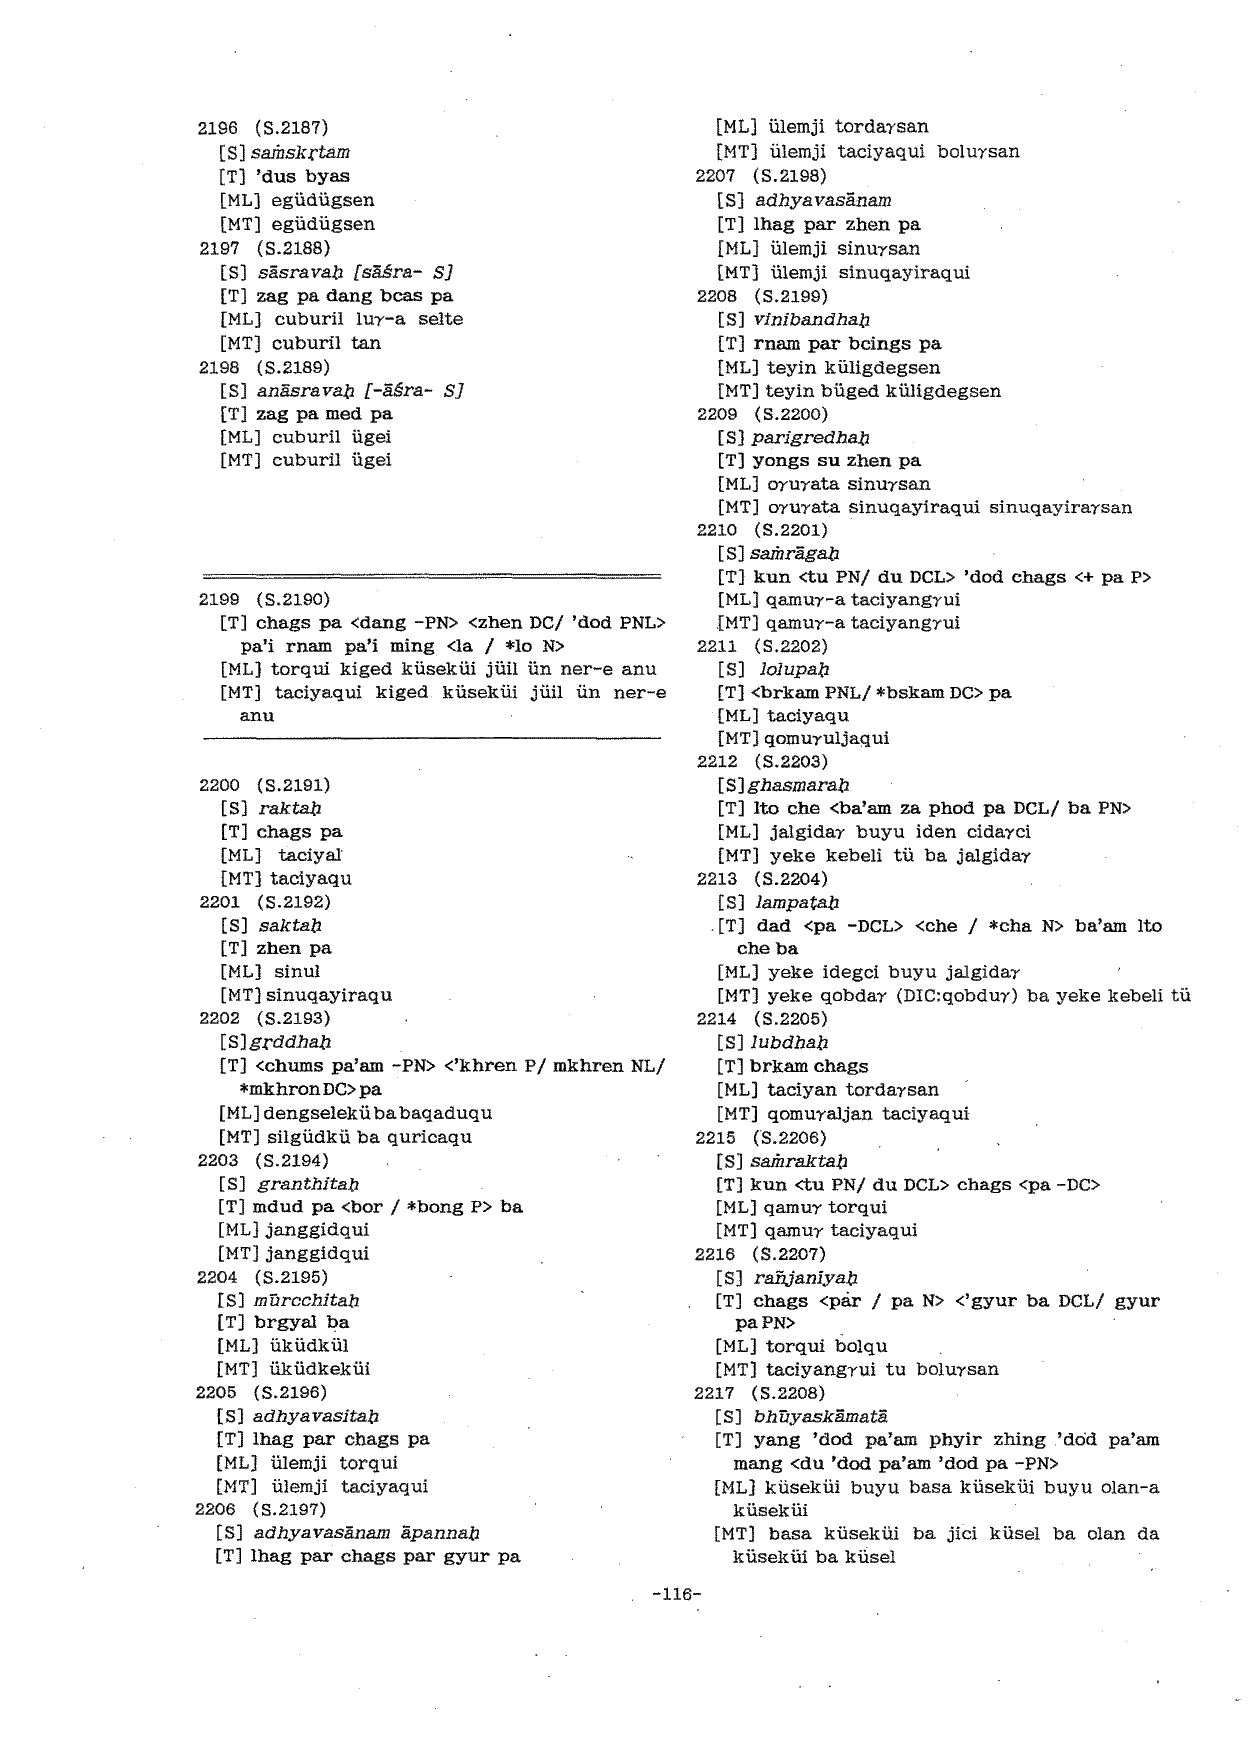 2196 (S.2187)
[S] saṁskṛtam
[T] 'dus byas
[ML] egüdügsen
[MT] egüdügsen
2197 (S.2188)
[S] sāsravaḥ [sāśra- S]
[T] zag pa dang bcas pa
[ML] cuburil luγ-a selte
[MT] cuburil tan
2198 (S.2189)
[S] anāsravaḥ [-āśra- S]
[T] zag pa med pa
[ML] cuburil ügei
[MT] cuburil ügei
2199 (S.2190)
[T] chags pa <dang -PN> <zhen DC/ 'dod PNL>
pa'i rnam pa'i ming <la / *lo N>
[ML] torqui kiged küseküi jüil ün ner-e anu
[MT] taciyaqui kiged küseküi jüil ün ner-e
anu
2200 (S.2191)
[S] raktaḥ
[T] chags pa
[ML] taciyal
[MT] taciyaqu
2201 (S.2192)
[S] saktaḥ
[T] zhen pa
[ML] sinul
[MT] sinuqayiraqu
2202 (S.2193)
[S] gṛddhaḥ
[T] <chums pa'am -PN> <'khren P/ mkhren NL/
*mkhron DC> pa
[ML] dengselekü ba baqaduqu
[MT] silgüdkü ba quricaqu
2203 (S.2194)
[S] granthitaḥ
[T] mdud pa <bor / *bong P> ba
[ML] janggidqui
[MT] janggidqui
2204 (S.2195)
[S] mūrcchitaḥ
[T] brgyal ba
[ML] üküdkül
[MT] üküdkeküi
2205 (S.2196)
[S] adhyavasitaḥ
[T] lhag par chags pa
[ML] ülemji torqui
[MT] ülemji taciyaqui
2206 (S.2197)
[S] adhyavasānam āpannaḥ
[T] lhag par chags par gyur pa
[ML] ülemji tordaγsan
[MT] ülemji taciyaqui boluγsan
2207 (S.2198)
[S] adhyavasānam
[T] lhag par zhen pa
[ML] ülemji sinuγsan
[MT] ülemji sinuqayiraqui
2208 (S.2199)
[S] vinibandhaḥ
[T] rnam par bcings pa
[ML] teyin küligdegsen
[MT] teyin büged küligdegsen
2209 (S.2200)
[S] parigredhaḥ
[T] yongs su zhen pa
[ML] oγuγata sinuγsan
[MT] oγuγata sinuqayiraqui sinuqayiraγsan
2210 (S.2201)
[S] saṁrāgaḥ
[T] kun <tu PN/ du DCL> 'dod chags <+ pa P>
[ML] qamuγ-a taciyangγui
[MT] qamuγ-a taciyangγui
2211 (S.2202)
[S] lolupaḥ
[T] <brkam PNL/ *bskam DC> pa
[ML] taciyaqu
[MT] qomuγuljaqui
2212 (S.2203)
[S] ghasmaraḥ
[T] lto che <ba'am za phod pa DCL/ ba PN>
[ML] jalgidaγ buyu iden cidaγci
[MT] yeke kebeli tü ba jalgidaγ
2213 (S.2204)
[S] lampaṭaḥ
[T] dad <pa -DCL> <che / *cha N> ba'am lto
che ba
[ML] yeke idegci buyu jalgidaγ
[MT] yeke qobdaγ (DIC:qobduγ) ba yeke kebeli tü
2214 (S.2205)
[S] lubdhaḥ
[T] brkam chags
[ML] taciyan tordaγsan
[MT] qomuγaljan taciyaqui
2215 (S.2206)
[S] saṁraktaḥ
[T] kun <tu PN/ du DCL> chags <pa -DC>
[ML] qamuγ torqui
[MT] qamuγ taciyaqui
2216 (S.2207)
[S] rañjanīyaḥ
[T] chags <par / pa N> <'gyur ba DCL/ gyur
pa PN>
[ML] torqui bolqu
[MT] taciyangγui tu boluγsan
2217 (S.2208)
[S] bhūyaskāmatā
[T] yang 'dod pa'am phyir zhing 'dod pa'am
mang <du 'dod pa'am 'dod pa -PN>
[ML] küseküi buyu basa küseküi buyu olan-a
küseküi
[MT] basa küseküi ba jici küsel ba olan da
küseküi ba küsel
-116-